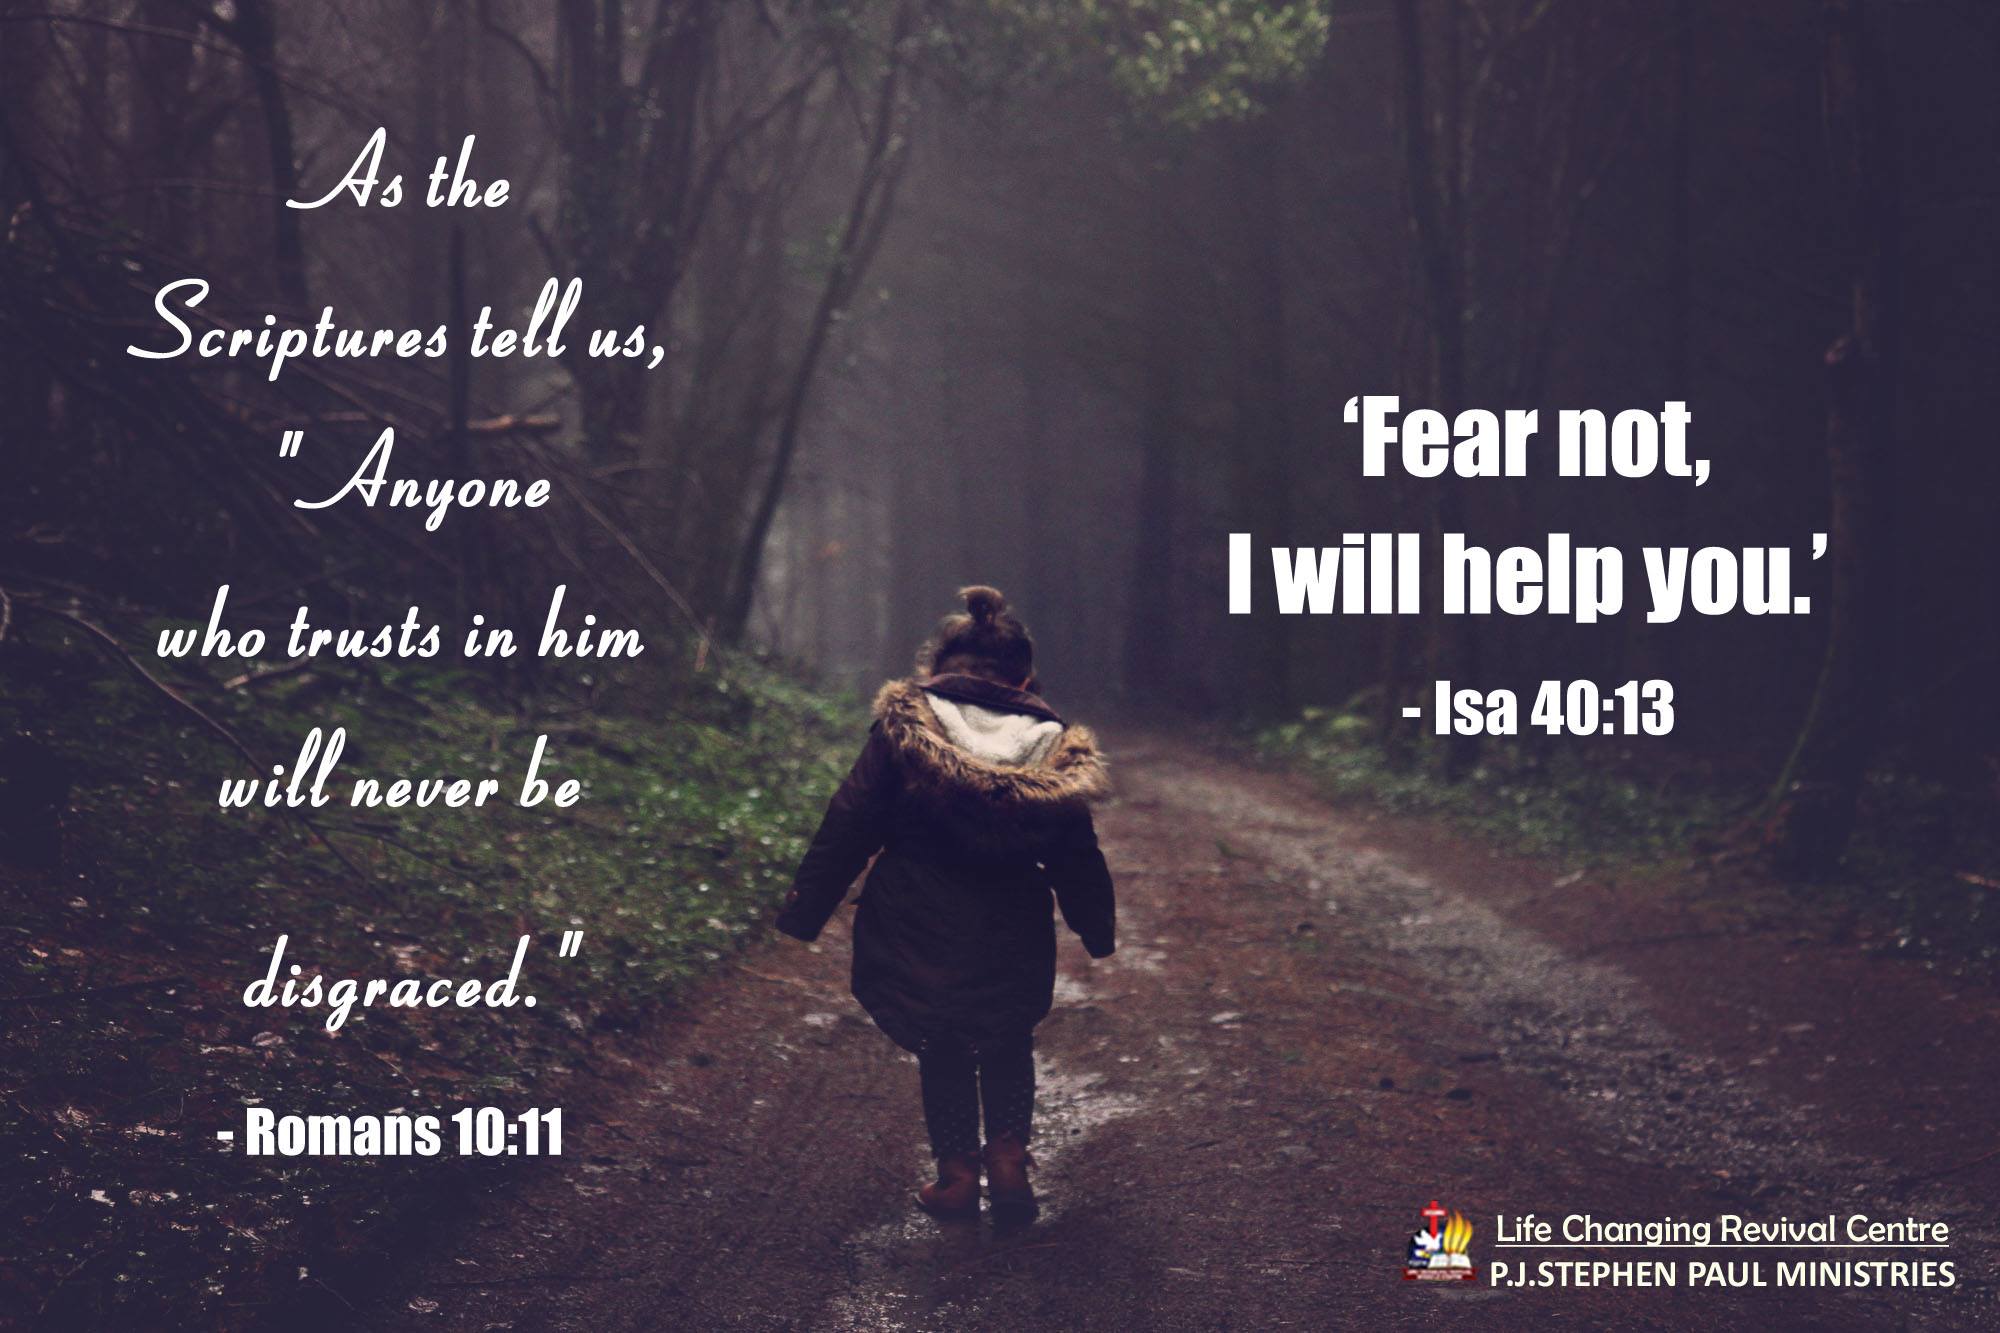 As the
Scriptures tell us,
"Anyone
who trusts in him
will never be
disgraced."
- Romans 10:11
‘Fear not,
I will help you.’
- Isa 40:13
Life Changing Revival Centre
P.J.STEPHEN PAUL MINISTRIES